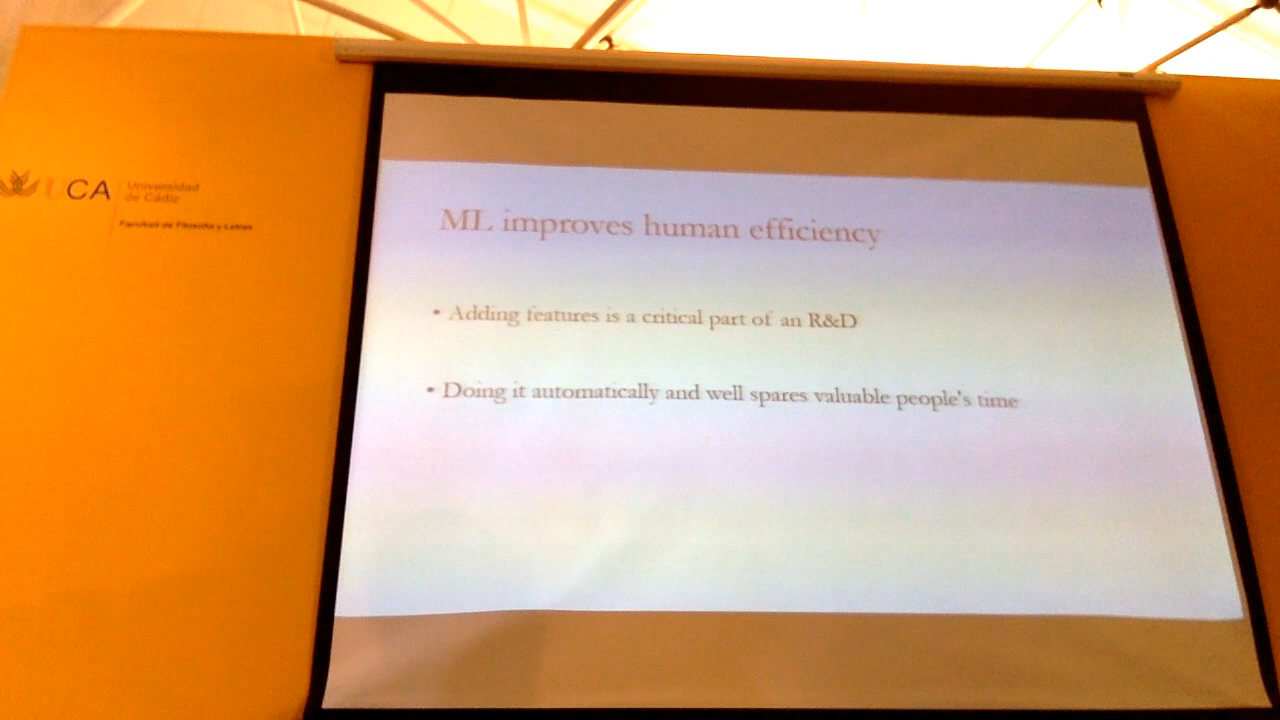 UCA
Universidad
de Cádiz
Facultad de Filosofía y Letras
ML improves human efficiency
• Adding features is a critical part of an R&D
• Doing it automatically and well spares valuable people's time